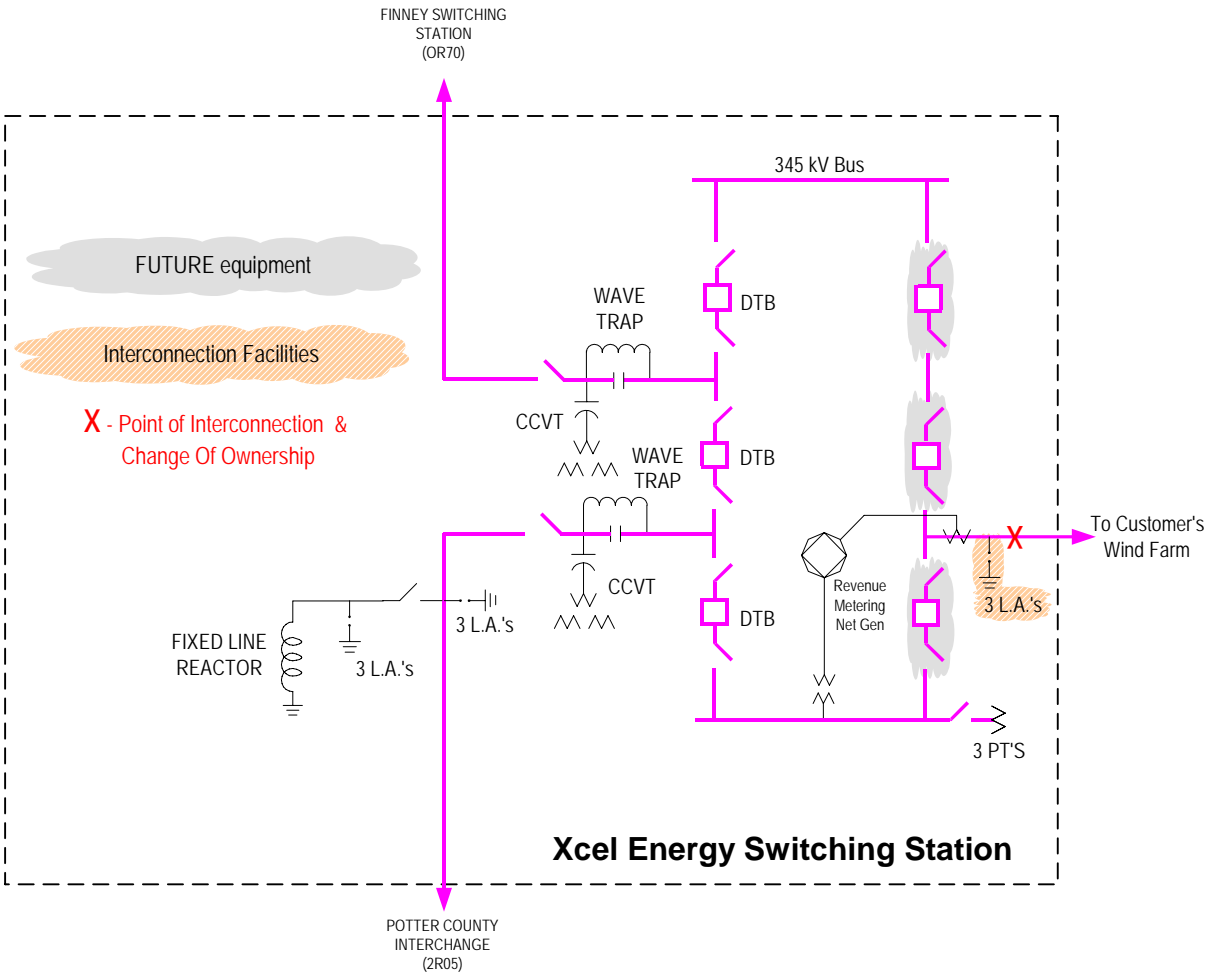 FINNEY SWITCHING
STATION
(OR70)
345 kV Bus
FUTURE equipment
Interconnection Facilities
X - Point of Interconnection &
Change Of Ownership
WAVE
TRAP
DTB
CCVT
WAVE
TRAP
DTB
To Customer's
Wind Farm
CCVT
Revenue
Metering
Net Gen
3 L.A.'s
DTB
3 L.A.'s
FIXED LINE
REACTOR
3 L.A.'s
3 PT'S
Xcel Energy Switching Station
POTTER COUNTY
INTERCHANGE
(2R05)